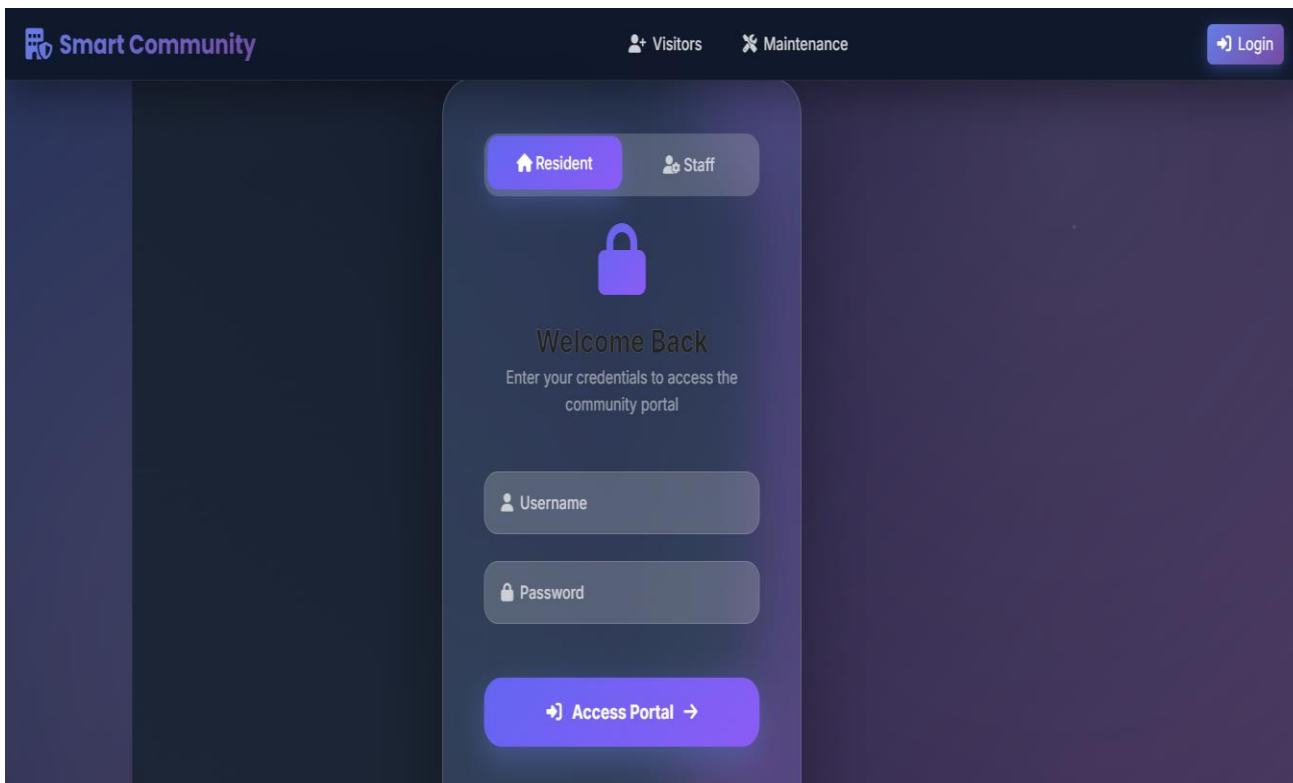 Smart Community
Visitors
Maintenance
Login
Resident
Staff
Welcome Back
Enter your credentials to access the
community portal
Username
Password
Access Portal